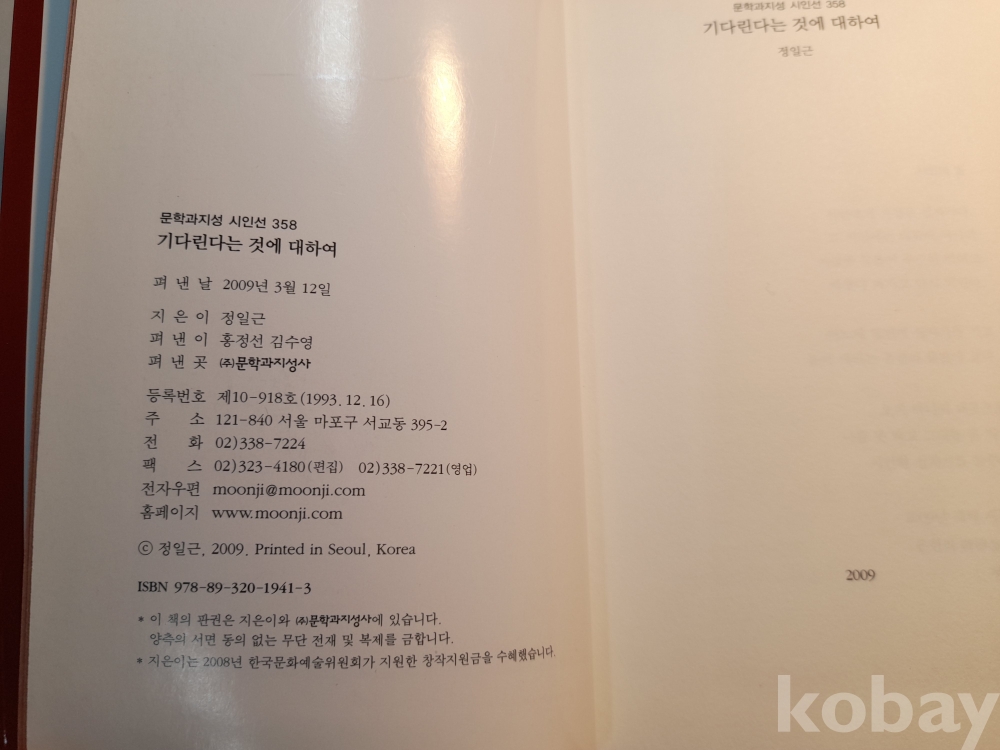 문학과지성 시인선 358
기다린다는 것에 대하여
펴 낸 날 2009년 3월 12일
지 은 이 정일근
펴 낸 이 홍정선 김수영
펴 낸 곳 ㈜문학과지성사
등록번호 제10-918호(1993. 12. 16)
주 소 121-840 서울 마포구 서교동 395-2
전 화 02)338-7224
팩 스 02)323-4180(편집) 02)338-7221(영업)
전자우편 moonji@moonji.com
홈페이지 www.moonji.com
ⓒ 정일근, 2009. Printed in Seoul, Korea
ISBN 978-89-320-1941-3
* 이 책의 판권은 지은이와 ㈜문학과지성사에 있습니다.
양측의 서면 동의 없는 무단 전재 및 복제를 금합니다.
* 지은이는 2008년 한국문화예술위원회가 지원한 창작지원금을 수혜했습니다.
문학과지성 시인선 358
기다린다는 것에 대하여
정일근
2009
kobay